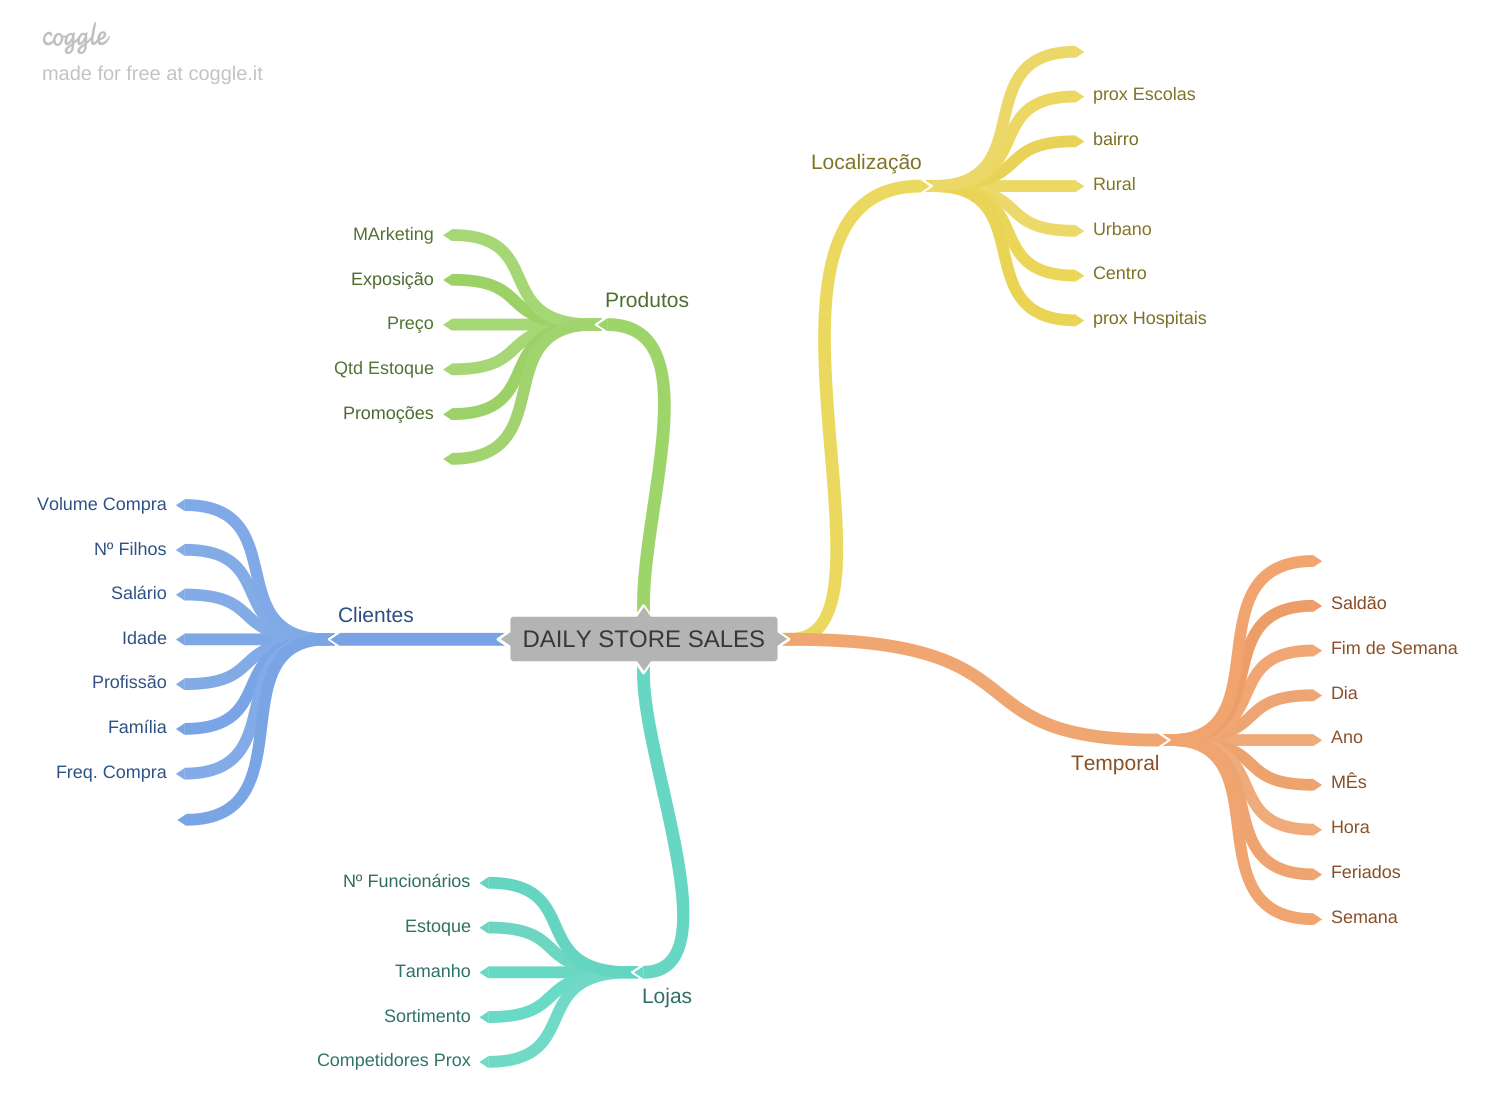 coggle
made for free at coggle.it
Localização
prox Escolas
bairro
Rural
Urbano
Centro
prox Hospitais
Produtos
MArketing
Exposição
Preço
Qtd Estoque
Promoções
Clientes
Volume Compra
Nº Filhos
Salário
Idade
Profissão
Família
Freq. Compra
DAILY STORE SALES
Temporal
Saldão
Fim de Semana
Dia
Ano
MÊs
Hora
Feriados
Semana
Lojas
Nº Funcionários
Estoque
Tamanho
Sortimento
Competidores Prox